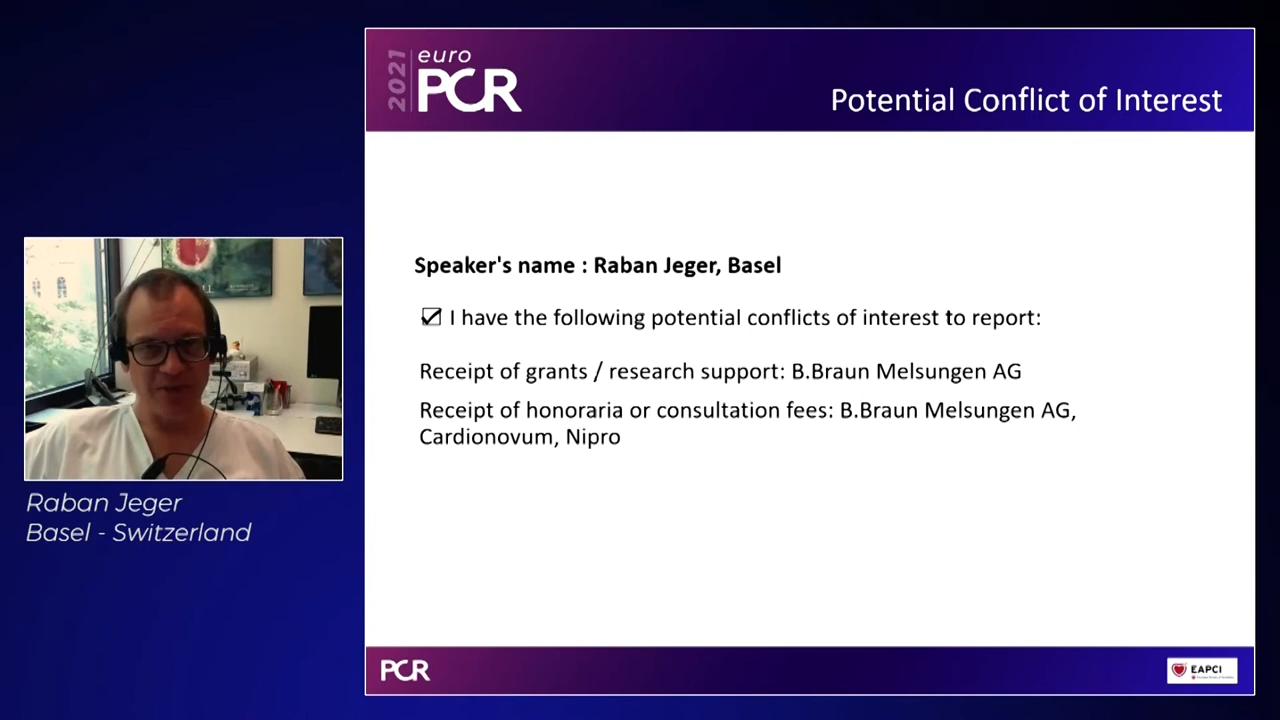 2021
euro
PCR
Potential Conflict of Interest
Speaker's name : Raban Jeger, Basel
I have the following potential conflicts of interest to report:
Receipt of grants / research support: B.Braun Melsungen AG
Receipt of honoraria or consultation fees: B.Braun Melsungen AG,
Cardionovum, Nipro
Raban Jeger
Basel - Switzerland
PCR
EAPCI